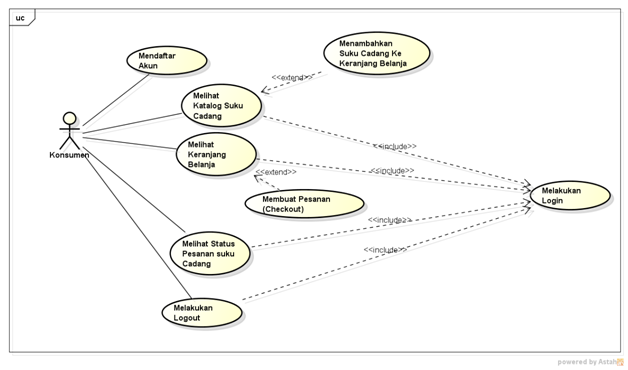 uc
Mendaftar
Akun
Menambahkan
Suku Cadang Ke
Keranjang Belanja
<<extend>>
Melihat
Katalog Suku
Cadang
Konsumen
Melihat
Keranjang
Belanja
<<include>>
<<include>>
<<extend>>
Membuat Pesanan
(Checkout)
Melakukan
Login
<<include>>
Melihat Status
Pesanan suku
Cadang
<<include>>
Melakukan
Logout
powered by Astah